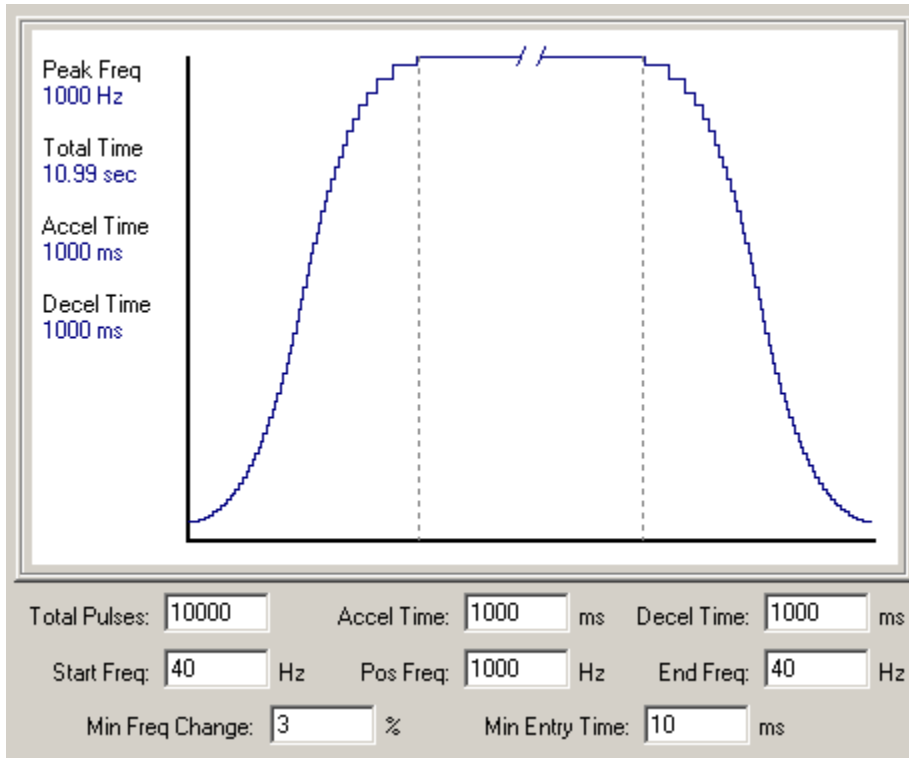 Peak Freq
1000 Hz
Total Time
10.99 sec
Accel Time
1000 ms
Decel Time
1000 ms
Total Pulses: 10000 Accel Time: 1000 ms Decel Time: 1000 ms
Start Freq: 40 Hz Pos Freq: 1000 Hz End Freq: 40 Hz
Min Freq Change: 3 % Min Entry Time: 10 ms